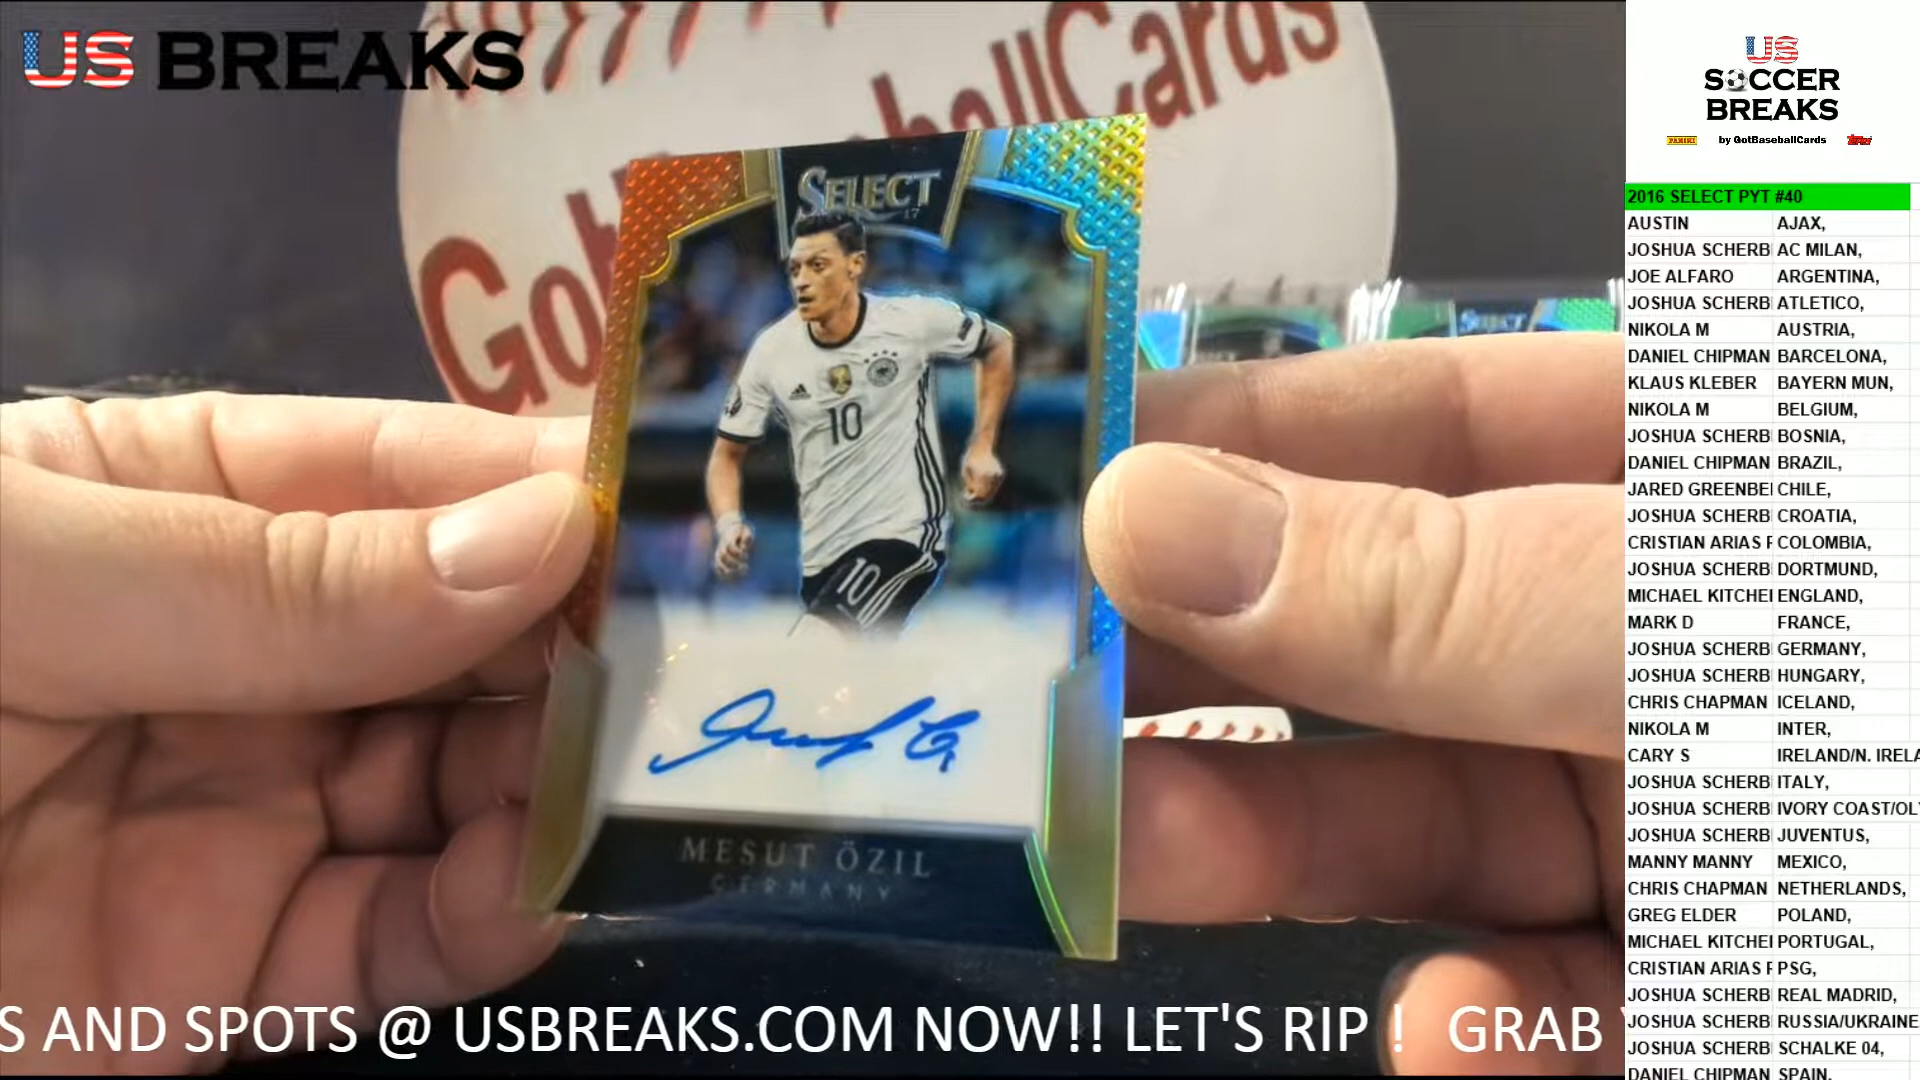 US BREAKS
GotBaseballCards
SELECT
17
10
10
MESUT ÖZIL
GERMANY
SELECT
S AND SPOTS @ USBREAKS.COM NOW!! LET'S RIP ! GRAB
US
SOCCER
BREAKS
PANINI by GotBaseballCards Topps
2016 SELECT PYT #40
AUSTIN AJAX,
JOSHUA SCHERB AC MILAN,
JOE ALFARO ARGENTINA,
JOSHUA SCHERB ATLETICO,
NIKOLA M AUSTRIA,
DANIEL CHIPMAN BARCELONA,
KLAUS KLEBER BAYERN MUN,
NIKOLA M BELGIUM,
JOSHUA SCHERB BOSNIA,
DANIEL CHIPMAN BRAZIL,
JARED GREENBE CHILE,
JOSHUA SCHERB CROATIA,
CRISTIAN ARIAS F COLOMBIA,
JOSHUA SCHERB DORTMUND,
MICHAEL KITCHE ENGLAND,
MARK D FRANCE,
JOSHUA SCHERB GERMANY,
JOSHUA SCHERB HUNGARY,
CHRIS CHAPMAN ICELAND,
NIKOLA M INTER,
CARY S IRELAND/N. IRELA
JOSHUA SCHERB ITALY,
JOSHUA SCHERB IVORY COAST/OLY
JOSHUA SCHERB JUVENTUS,
MANNY MANNY MEXICO,
CHRIS CHAPMAN NETHERLANDS,
GREG ELDER POLAND,
MICHAEL KITCHE PORTUGAL,
CRISTIAN ARIAS F PSG,
JOSHUA SCHERB REAL MADRID,
JOSHUA SCHERB RUSSIA/UKRAINE
JOSHUA SCHERB SCHALKE 04,
DANIEL CHIPMAN SPAIN,